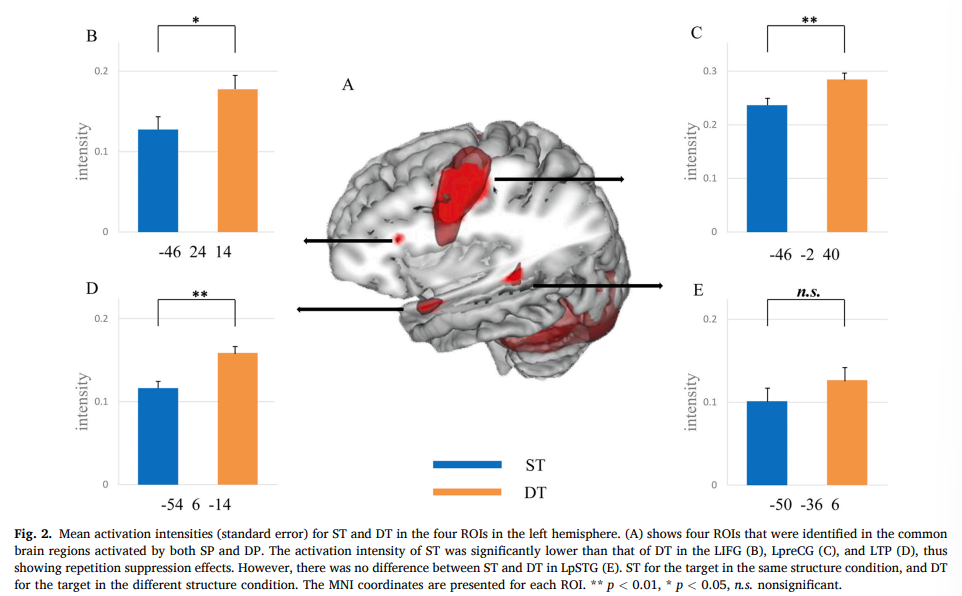 B
*
0.2
0.1
0
intensity
-46 24 14
A
C
**
0.3
0.2
0.1
0
intensity
-46 -2 40
D
**
0.2
0.1
0
intensity
-54 6 -14
E
n.s.
0.2
0.1
0
intensity
-50 -36 6
ST
DT
Fig. 2. Mean activation intensities (standard error) for ST and DT in the four ROIs in the left hemisphere. (A) shows four ROIs that were identified in the common
brain regions activated by both SP and DP. The activation intensity of ST was significantly lower than that of DT in the LIFG (B), LpreCG (C), and LTP (D), thus
showing repetition suppression effects. However, there was no difference between ST and DT in LpSTG (E). ST for the target in the same structure condition, and DT
for the target in the different structure condition. The MNI coordinates are presented for each ROI. ** p < 0.01, * p < 0.05, n.s. nonsignificant.